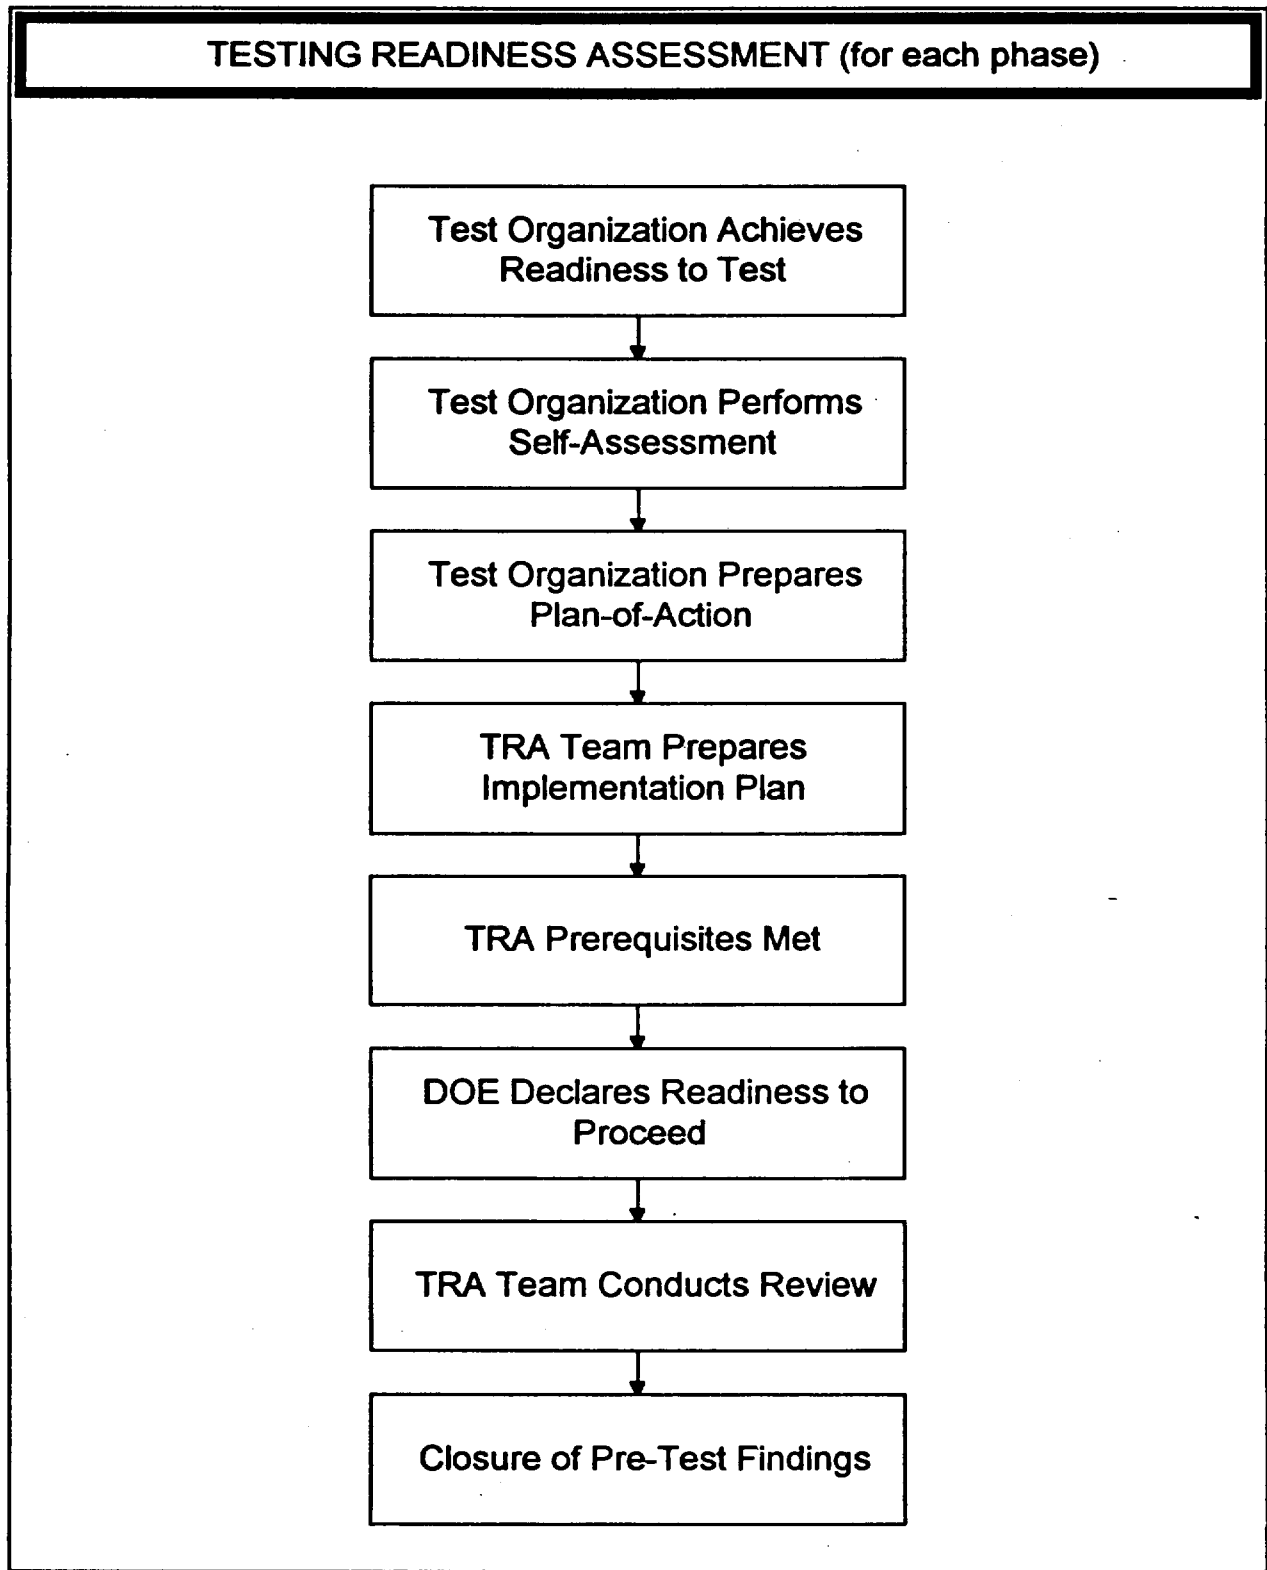 TESTING READINESS ASSESSMENT (for each phase)
Test Organization Achieves
Readiness to Test
Test Organization Performs
Self-Assessment
Test Organization Prepares
Plan-of-Action
TRA Team Prepares
Implementation Plan
TRA Prerequisites Met
DOE Declares Readiness to
Proceed
TRA Team Conducts Review
Closure of Pre-Test Findings